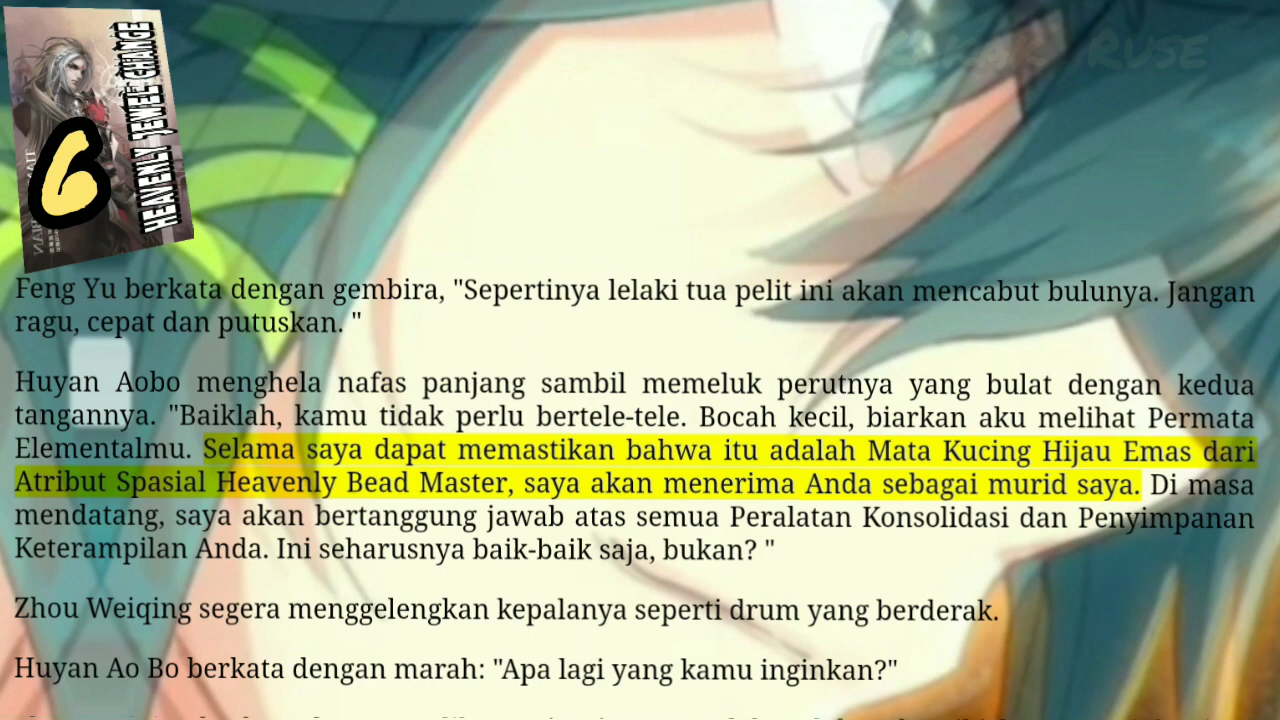 HEAVENLY JEWEL CHANGE
6
RUSE
Feng Yu berkata dengan gembira, "Sepertinya lelaki tua pelit ini akan mencabut bulunya. Jangan
ragu, cepat dan putuskan. "
Huyan Aobo menghela nafas panjang sambil memeluk perutnya yang bulat dengan kedua
tangannya. "Baiklah, kamu tidak perlu bertele-tele. Bocah kecil, biarkan aku melihat Permata
Elementalmu. Selama saya dapat memastikan bahwa itu adalah Mata Kucing Hijau Emas dari
Atribut Spasial Heavenly Bead Master, saya akan menerima Anda sebagai murid saya. Di masa
mendatang, saya akan bertanggung jawab atas semua Peralatan Konsolidasi dan Penyimpanan
Keterampilan Anda. Ini seharusnya baik-baik saja, bukan? "
Zhou Weiqing segera menggelengkan kepalanya seperti drum yang berderak.
Huyan Ao Bo berkata dengan marah: "Apa lagi yang kamu inginkan?"